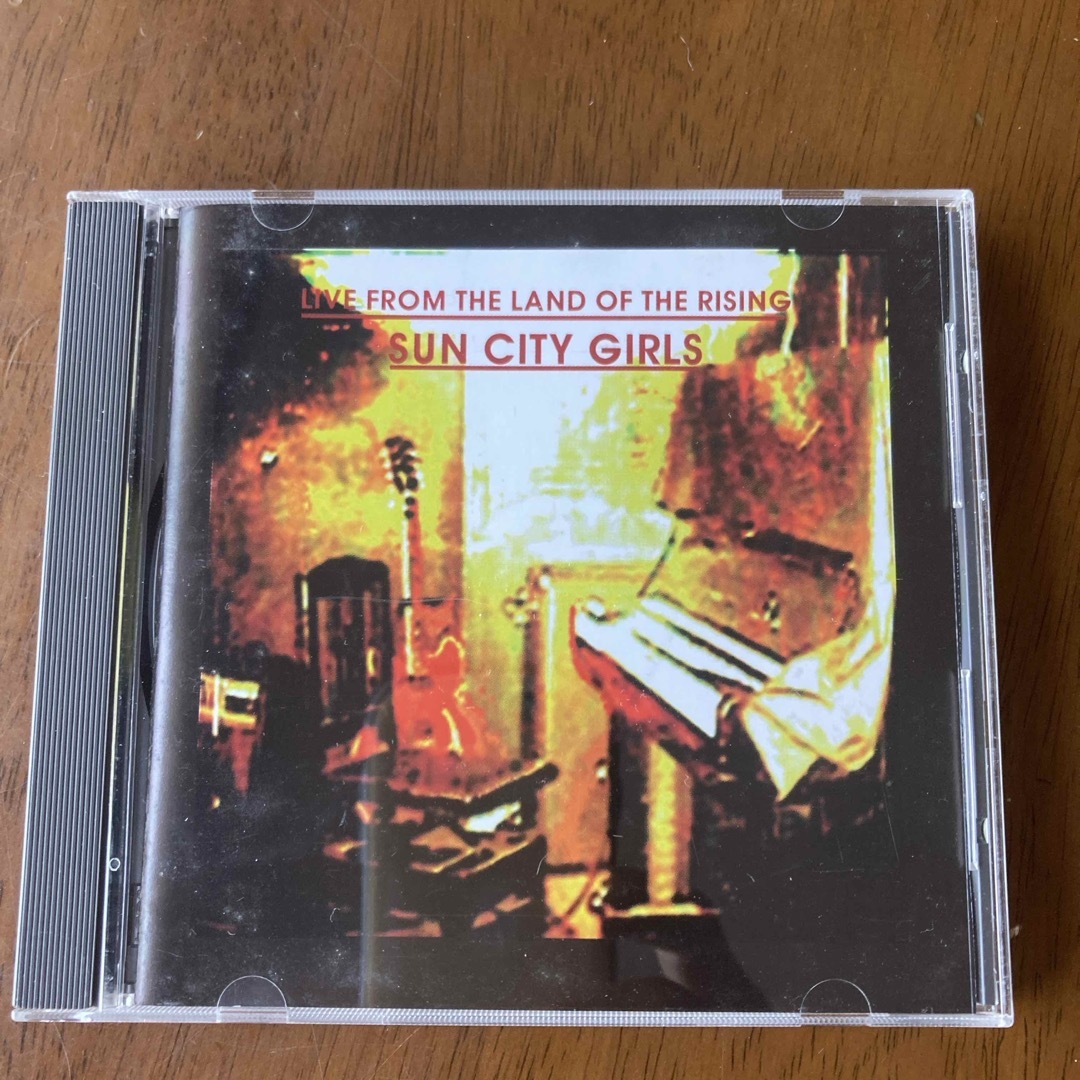 LIVE FROM THE LAND OF THE RISING
SUN CITY GIRLS